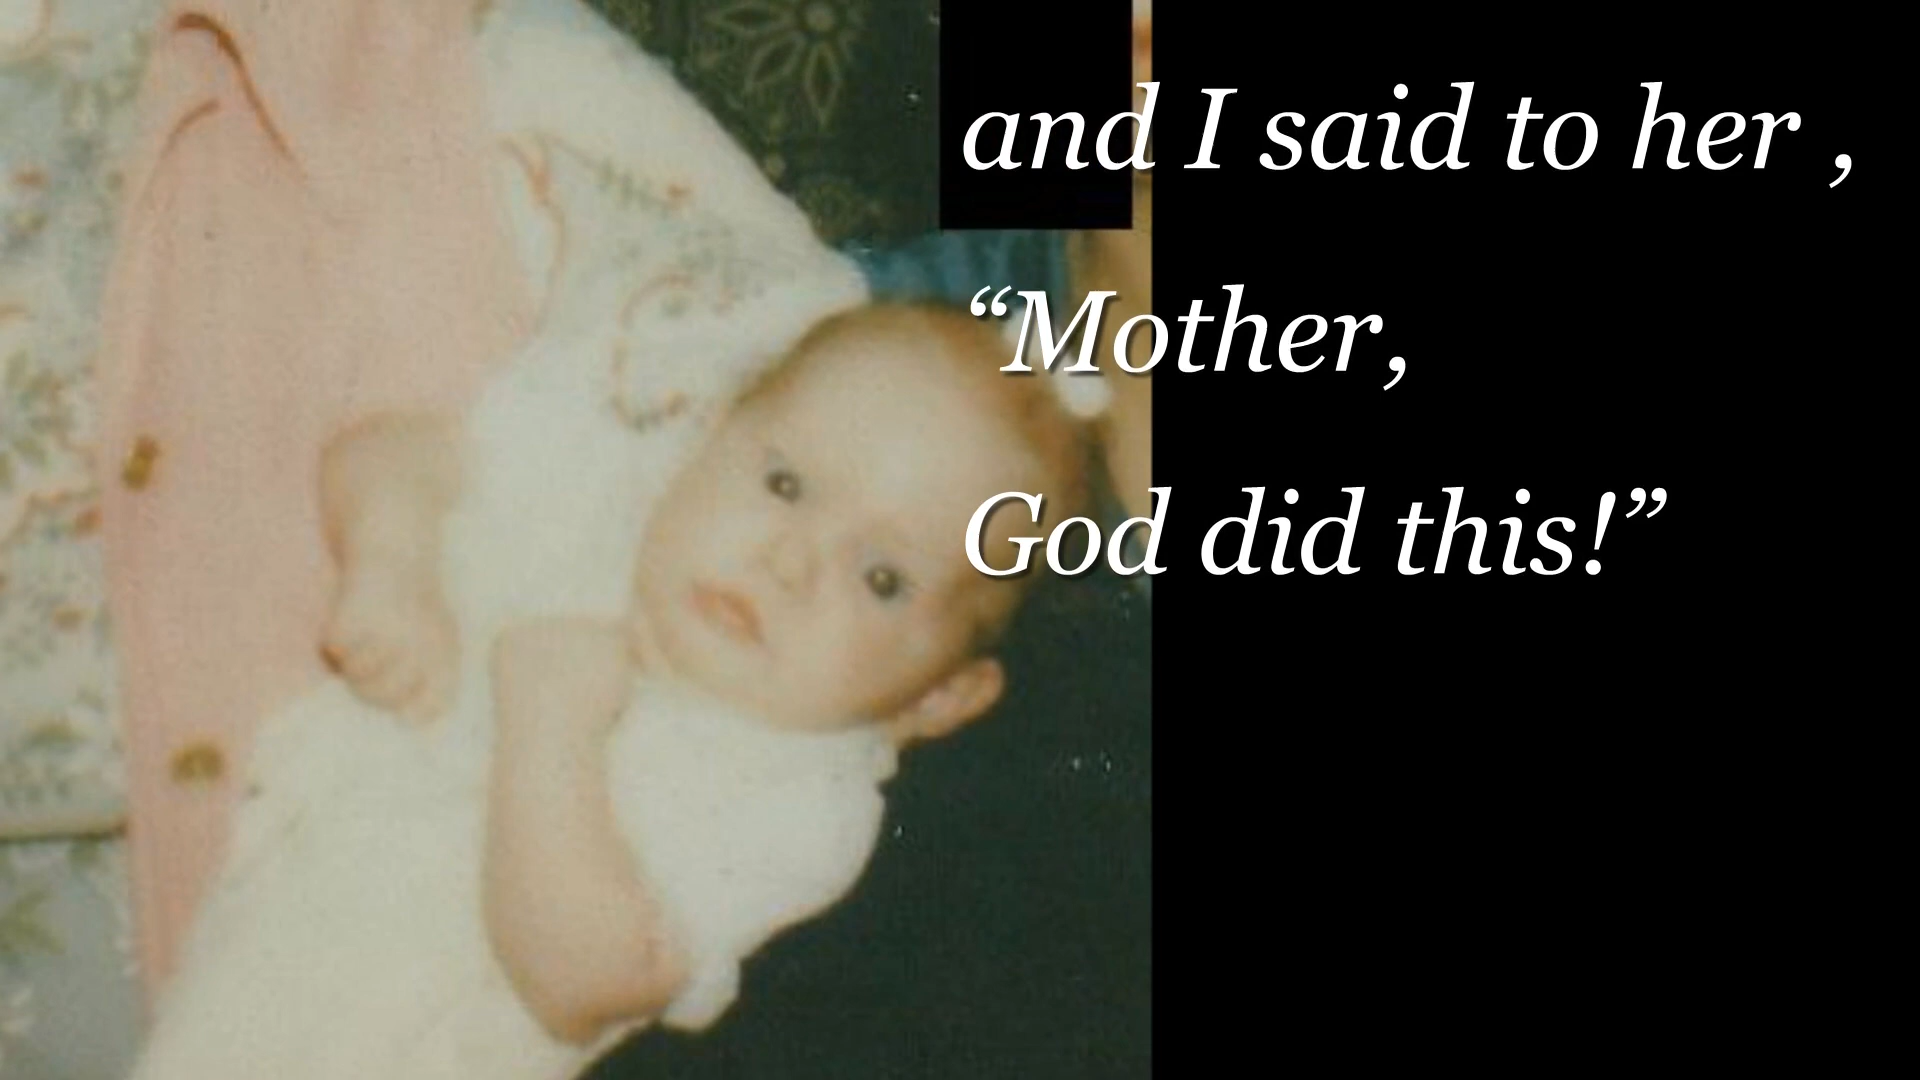 and I said to her ,
“Mother,
God did this!”